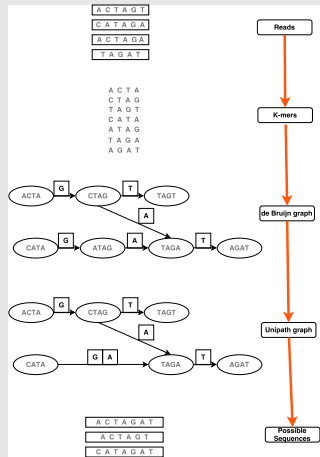 A C T A G T
C A T A G A
A C T A G A
T A G A T
Reads
A C T A
C T A G
T A G T
C A T A
A T A G
T A G A
A G A T
K-mers
ACTA G CTAG T TAGT
A
CATA G ATAG A TAGA T AGAT
de Bruijn graph
ACTA G CTAG T TAGT
A
CATA G A TAGA T AGAT
Unipath graph
A C T A G A T
A C T A G T
C A T A G A T
Possible
Sequences